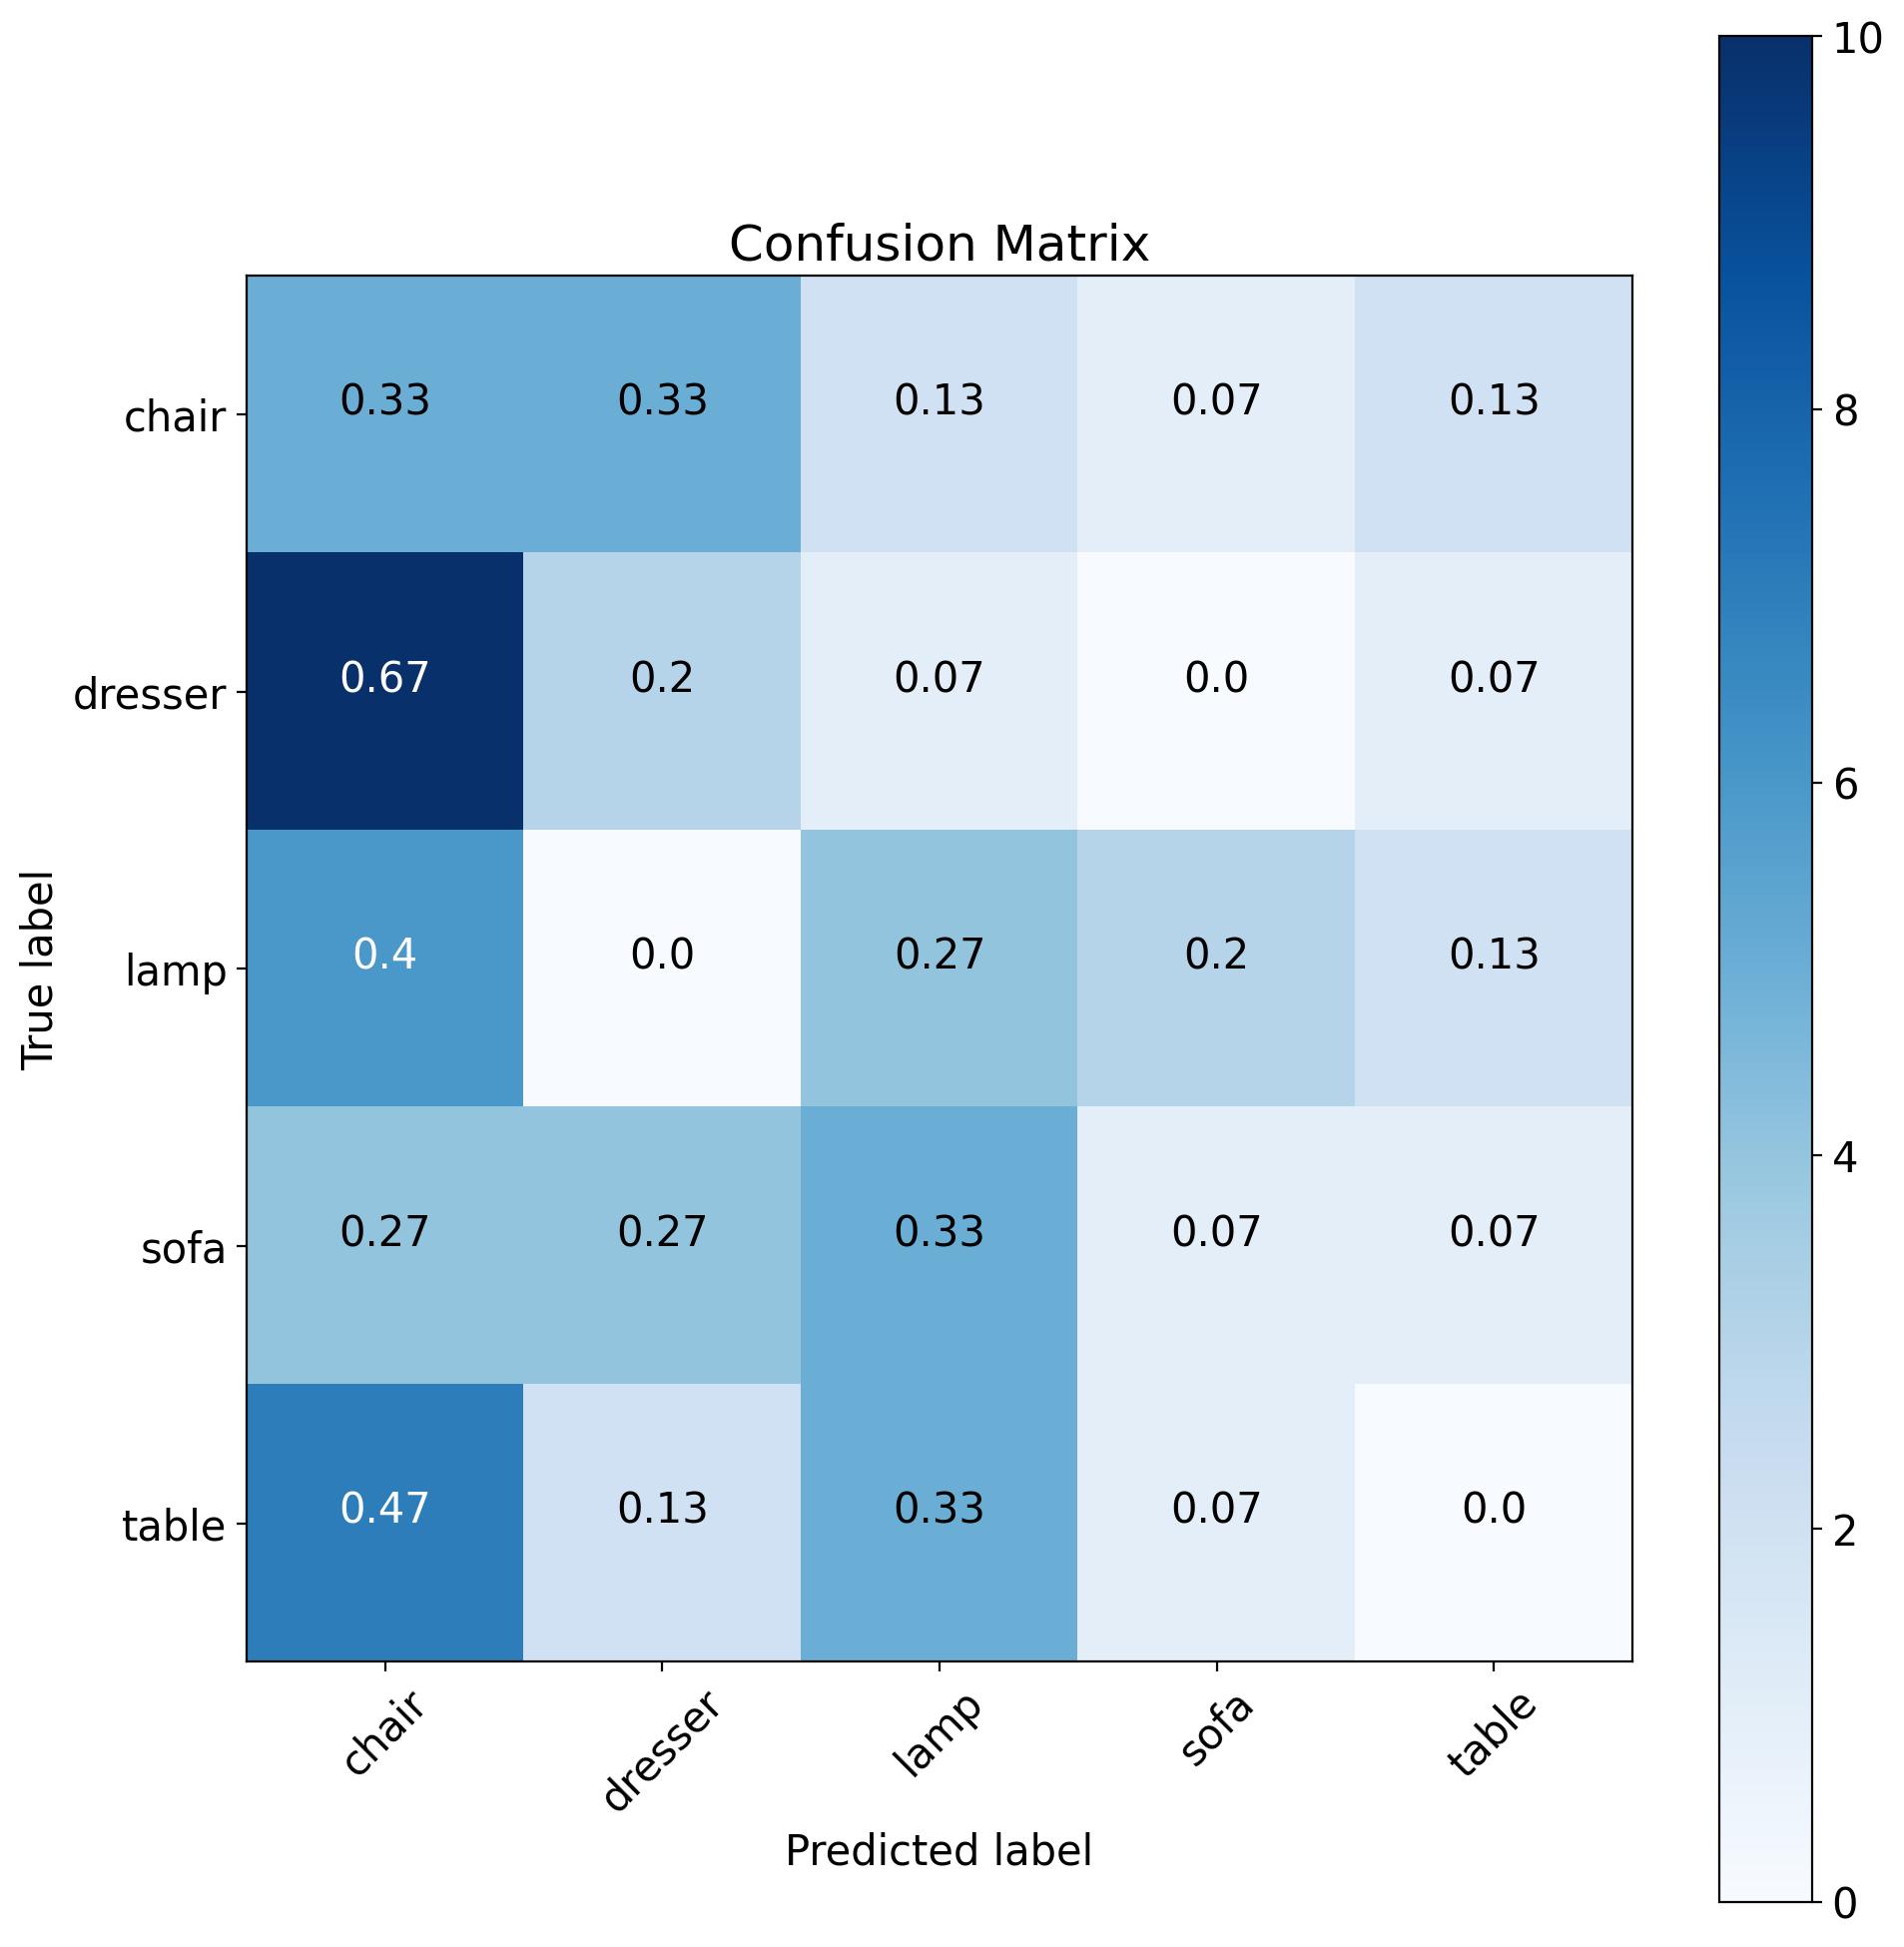 Confusion Matrix
True label
chair 0.33 0.33 0.13 0.07 0.13
dresser 0.67 0.2 0.07 0.0 0.07
lamp 0.4 0.0 0.27 0.2 0.13
sofa 0.27 0.27 0.33 0.07 0.07
table 0.47 0.13 0.33 0.07 0.0
chair dresser lamp sofa table
Predicted label
10
8
6
4
2
0